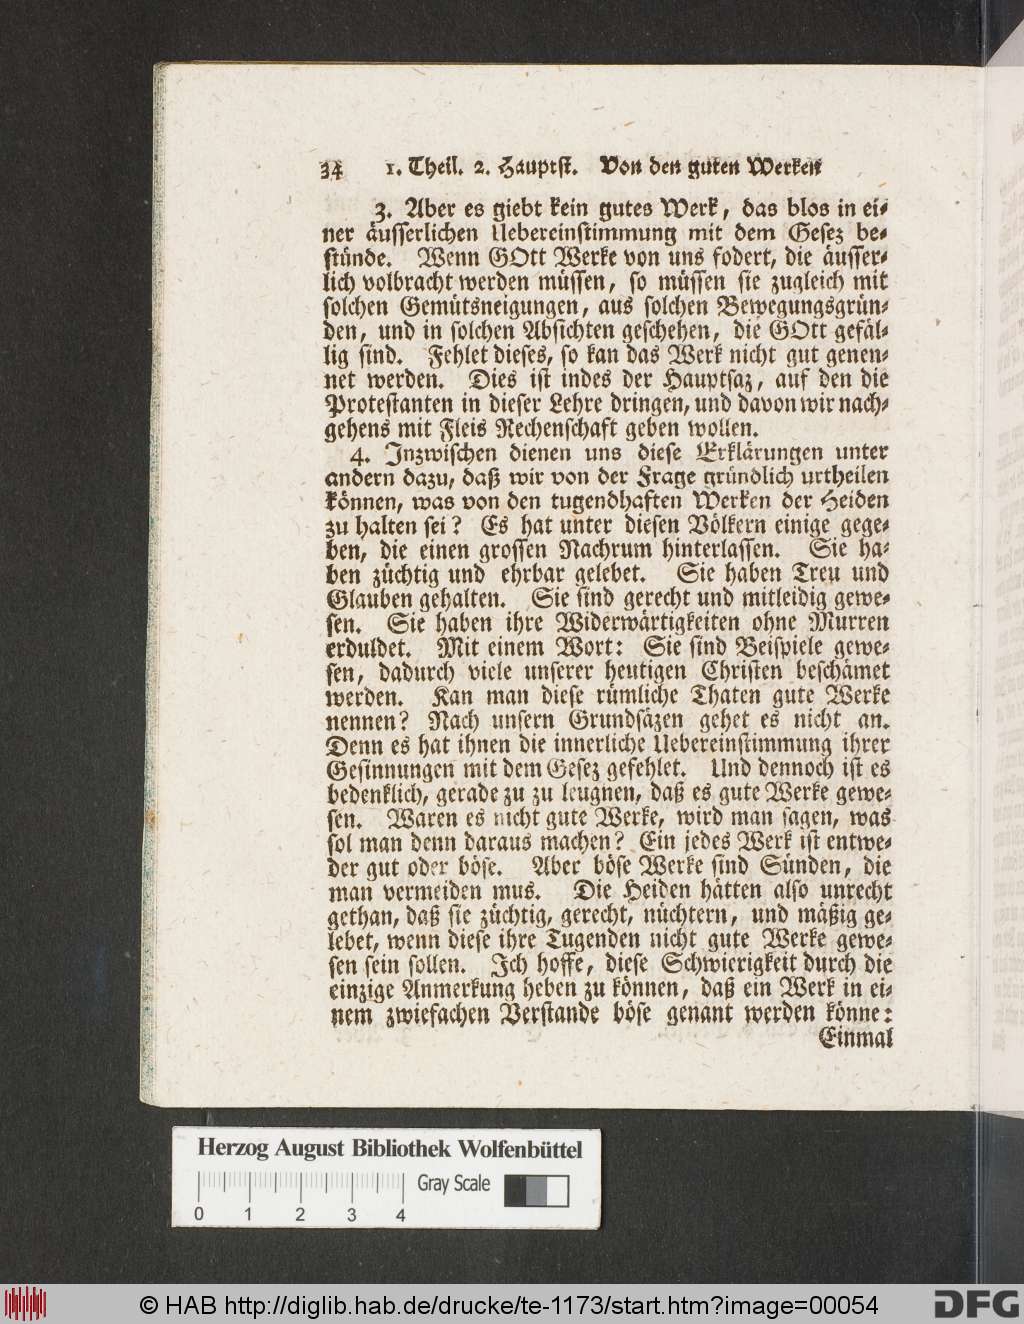 34 1. Theil. 2. Hauptst. Von den guten Werken
3. Aber es giebt kein gutes Werk, das blos in ei-
ner äusserlichen Uebereinstimmung mit dem Gesez be-
stünde. Wenn GOtt Werke von uns fodert, die äusser-
lich volbracht werden müssen, so müssen sie zugleich mit
solchen Gemütsneigungen, aus solchen Bewegungsgrün-
den, und in solchen Absichten geschehen, die GOtt gefäl-
lig sind. Fehlet dieses, so kan das Werk nicht gut genen-
net werden. Dies ist indes der Hauptsaz, auf den die
Protestanten in dieser Lehre dringen, und davon wir nach-
gehens mit Fleis Rechenschaft geben wollen.
4. Inzwischen dienen uns diese Erklärungen unter
andern dazu, daß wir von der Frage gründlich urtheilen
können, was von den tugendhaften Werken der Heiden
zu halten sei? Es hat unter diesen Völkern einige gege-
ben, die einen grossen Nachrum hinterlassen. Sie ha-
ben züchtig und ehrbar gelebet. Sie haben Treu und
Glauben gehalten. Sie sind gerecht und mitleidig gewe-
sen. Sie haben ihre Widerwärtigkeiten ohne Murren
erduldet. Mit einem Wort: Sie sind Beispiele gewe-
sen, dadurch viele unserer heutigen Christen beschämet
werden. Kan man diese rümliche Thaten gute Werke
nennen? Nach unsern Grundsäzen gehet es nicht an.
Denn es hat ihnen die innerliche Uebereinstimmung ihrer
Gesinnungen mit dem Gesez gefehlet. Und dennoch ist es
bedenklich, gerade zu zu leugnen, daß es gute Werke gewe-
sen. Waren es nicht gute Werke, wird man sagen, was
sol man denn daraus machen? Ein jedes Werk ist entwe-
der gut oder böse. Aber böse Werke sind Sünden, die
man vermeiden mus. Die Heiden hätten also unrecht
gethan, daß sie züchtig, gerecht, nüchtern, und mäßig ge-
lebet, wenn diese ihre Tugenden nicht gute Werke gewe-
sen sein sollen. Ich hoffe, diese Schwierigkeit durch die
einzige Anmerkung heben zu können, daß ein Werk in ei-
nem zwiefachen Verstande böse genant werden könne:
Einmal
Herzog August Bibliothek Wolfenbüttel
Gray Scale
0 1 2 3 4
© HAB http://diglib.hab.de/drucke/te-1173/start.htm?image=00054
DFG